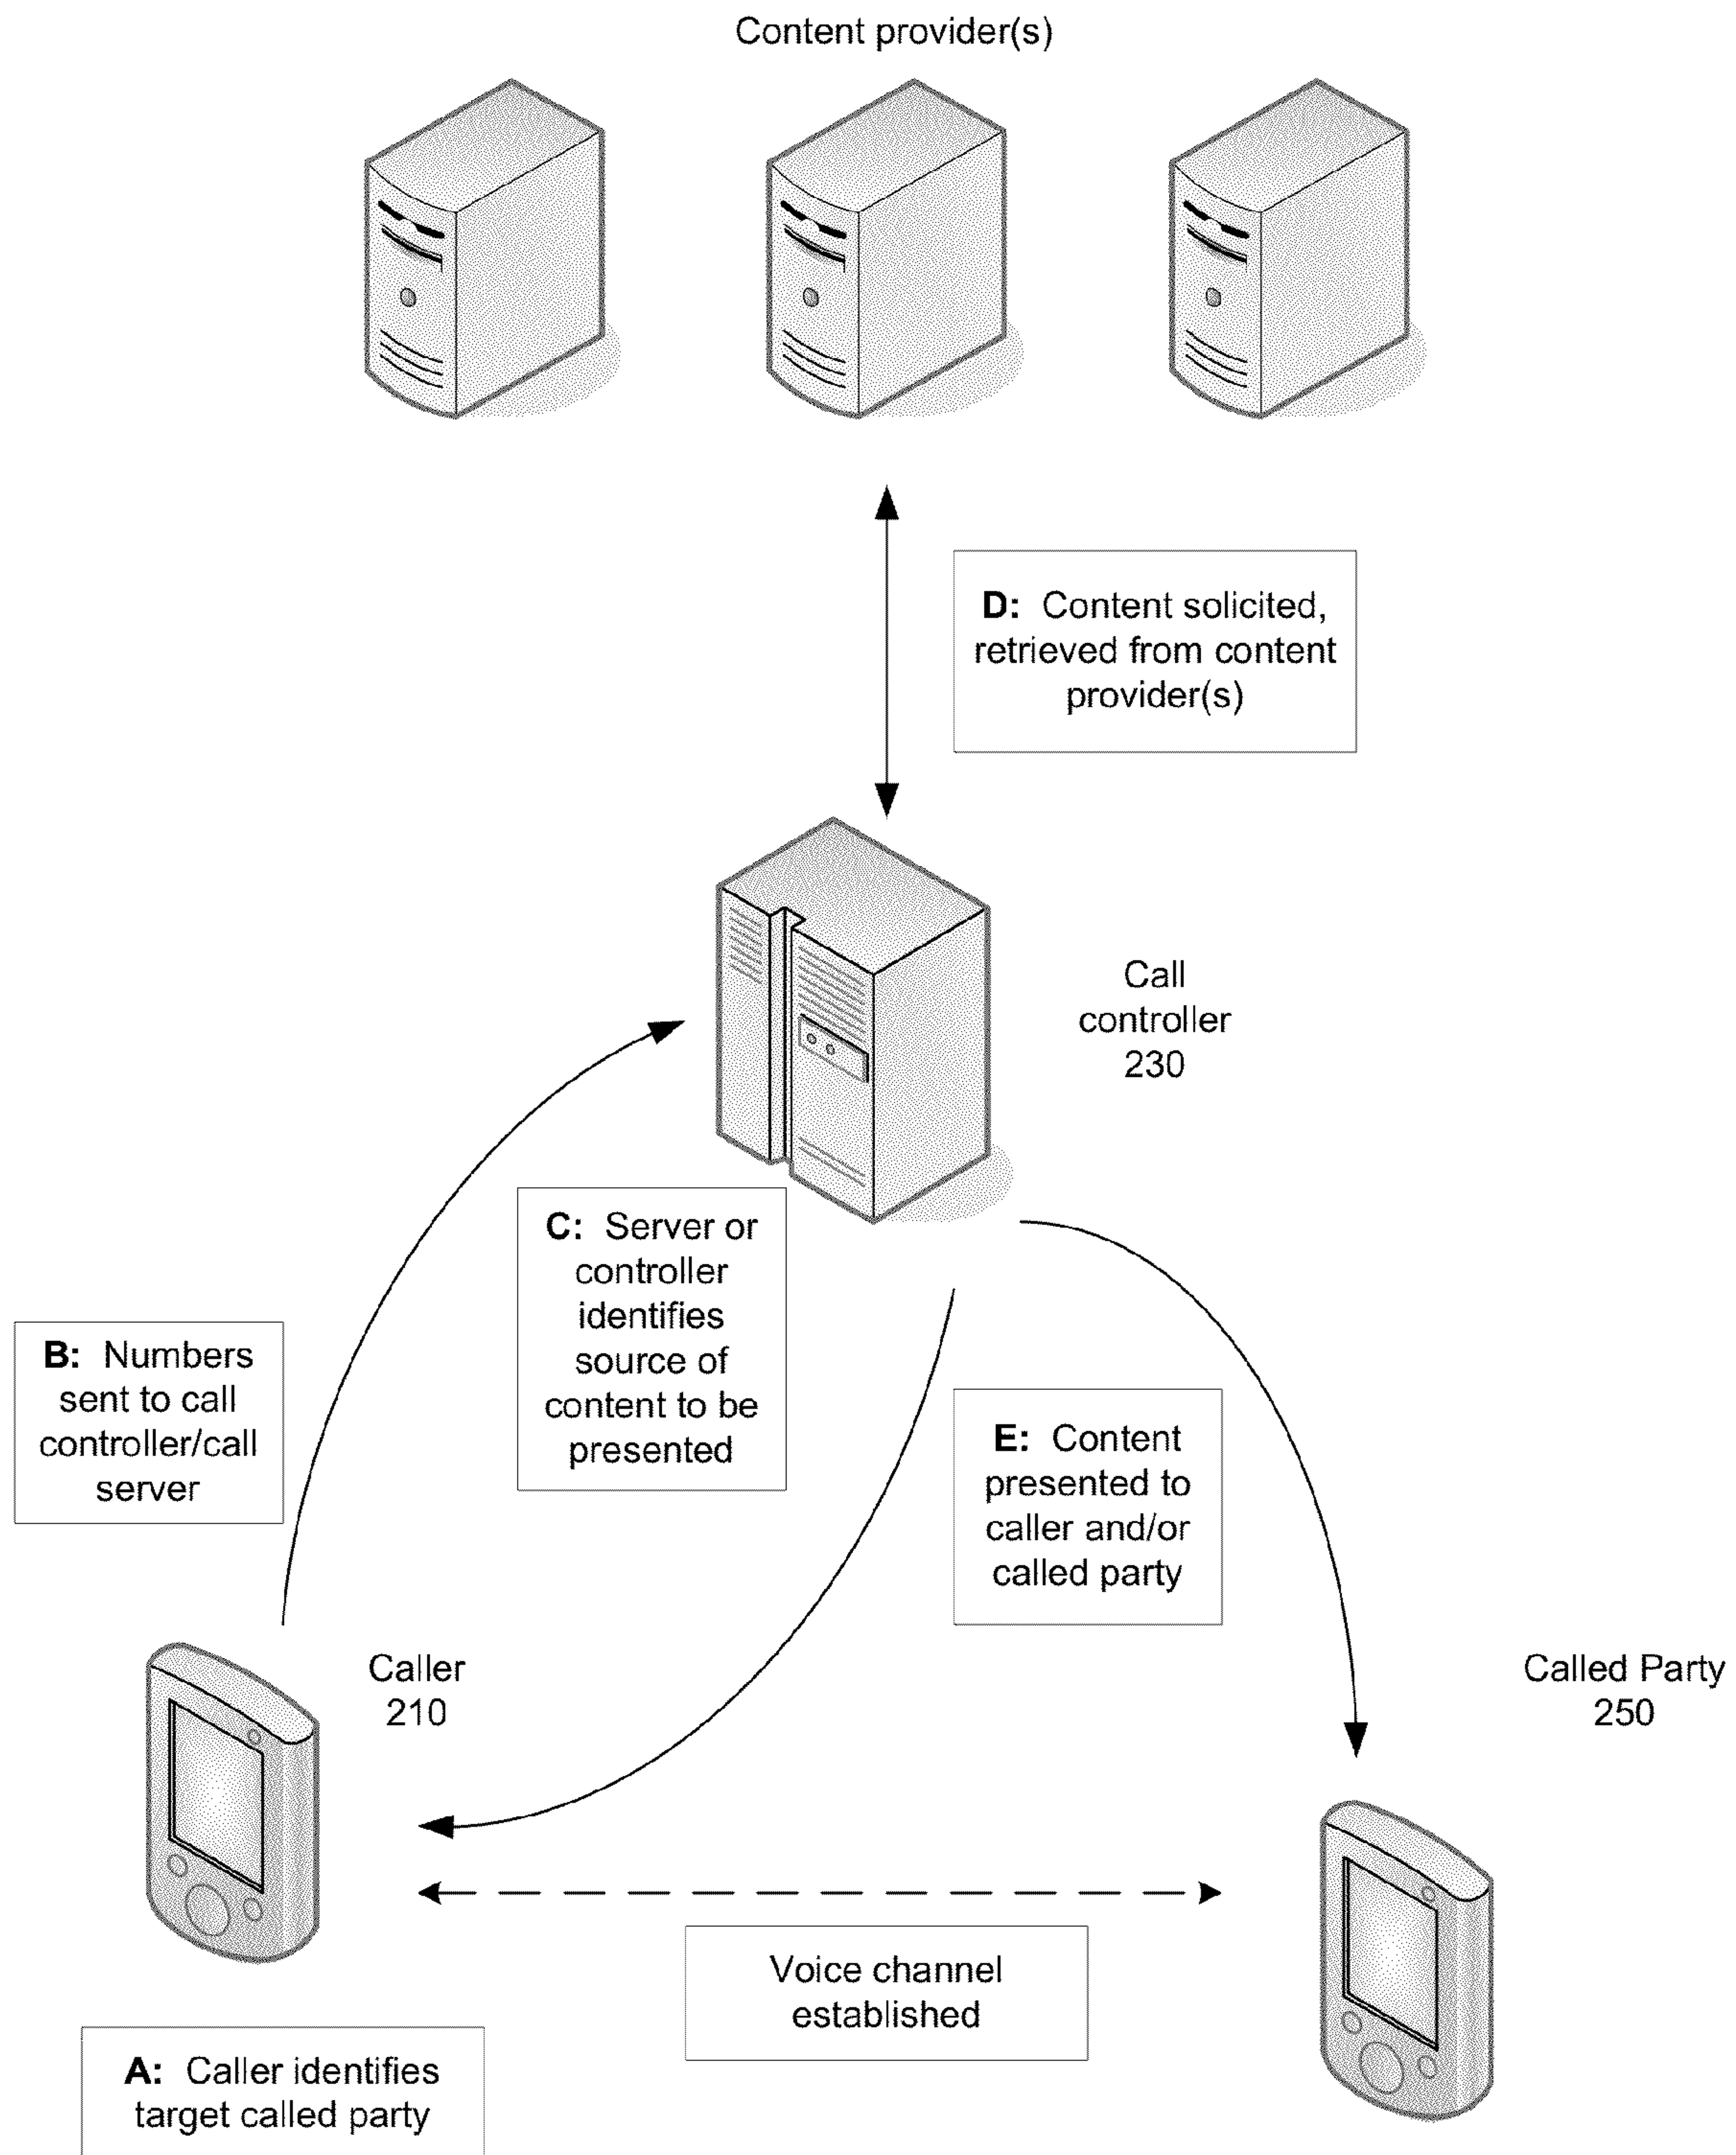 Content provider(s)
D: Content solicited,
retrieved from content
provider(s)
Call
controller
230
C: Server or
controller
identifies
source of
content to be
presented
B: Numbers
sent to call
controller/call
server
E: Content
presented to
caller and/or
called party
Caller
210
Called Party
250
Voice channel
established
A: Caller identifies
target called party